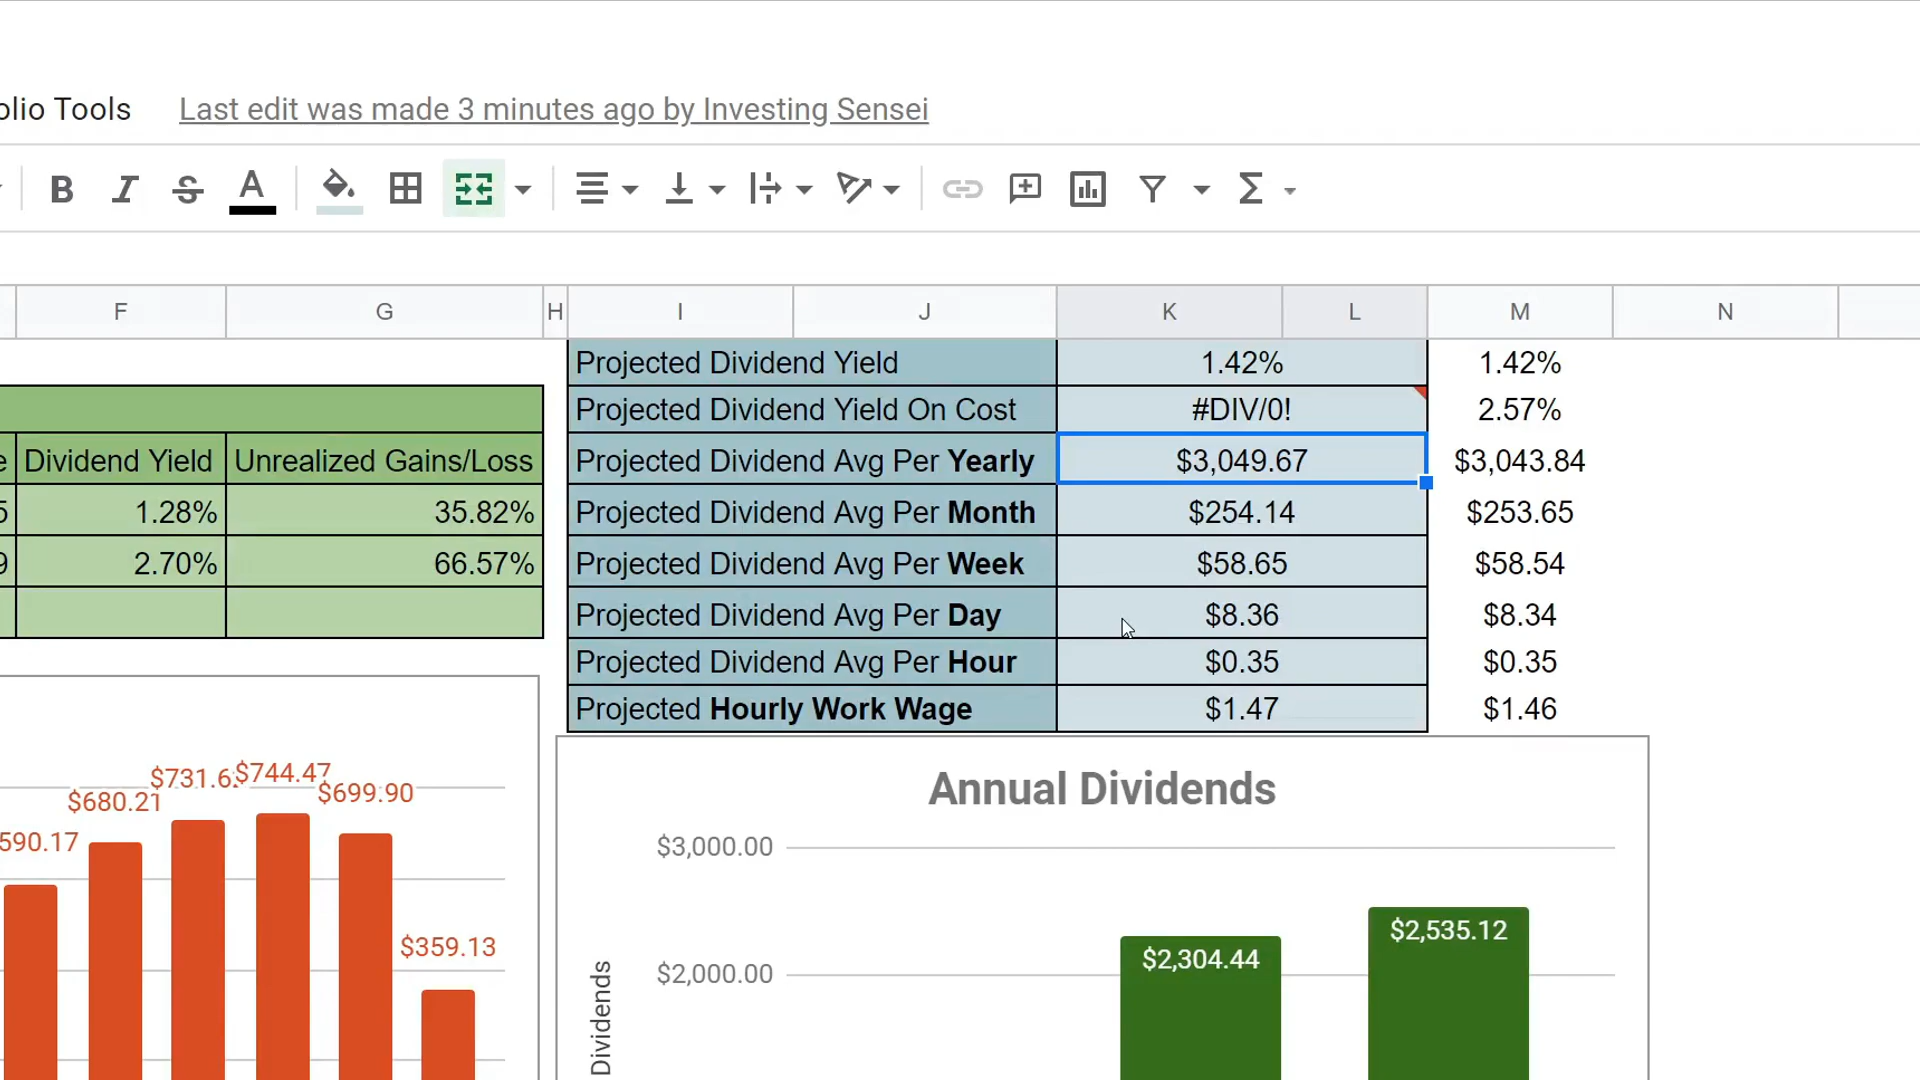 olio Tools Last edit was made 3 minutes ago by Investing Sensei
B I S A
F G H I J K L M N
Projected Dividend Yield 1.42% 1.42%
Projected Dividend Yield On Cost #DIV/0! 2.57%
e Dividend Yield Unrealized Gains/Loss Projected Dividend Avg Per Yearly $3,049.67 $3,043.84
5 1.28% 35.82% Projected Dividend Avg Per Month $254.14 $253.65
9 2.70% 66.57% Projected Dividend Avg Per Week $58.65 $58.54
Projected Dividend Avg Per Day $8.36 $8.34
Projected Dividend Avg Per Hour $0.35 $0.35
Projected Hourly Work Wage $1.47 $1.46
590.17 $680.21 $731.6 $744.47 $699.90 $359.13
Annual Dividends
$3,000.00
$2,000.00
Dividends
$2,304.44 $2,535.12